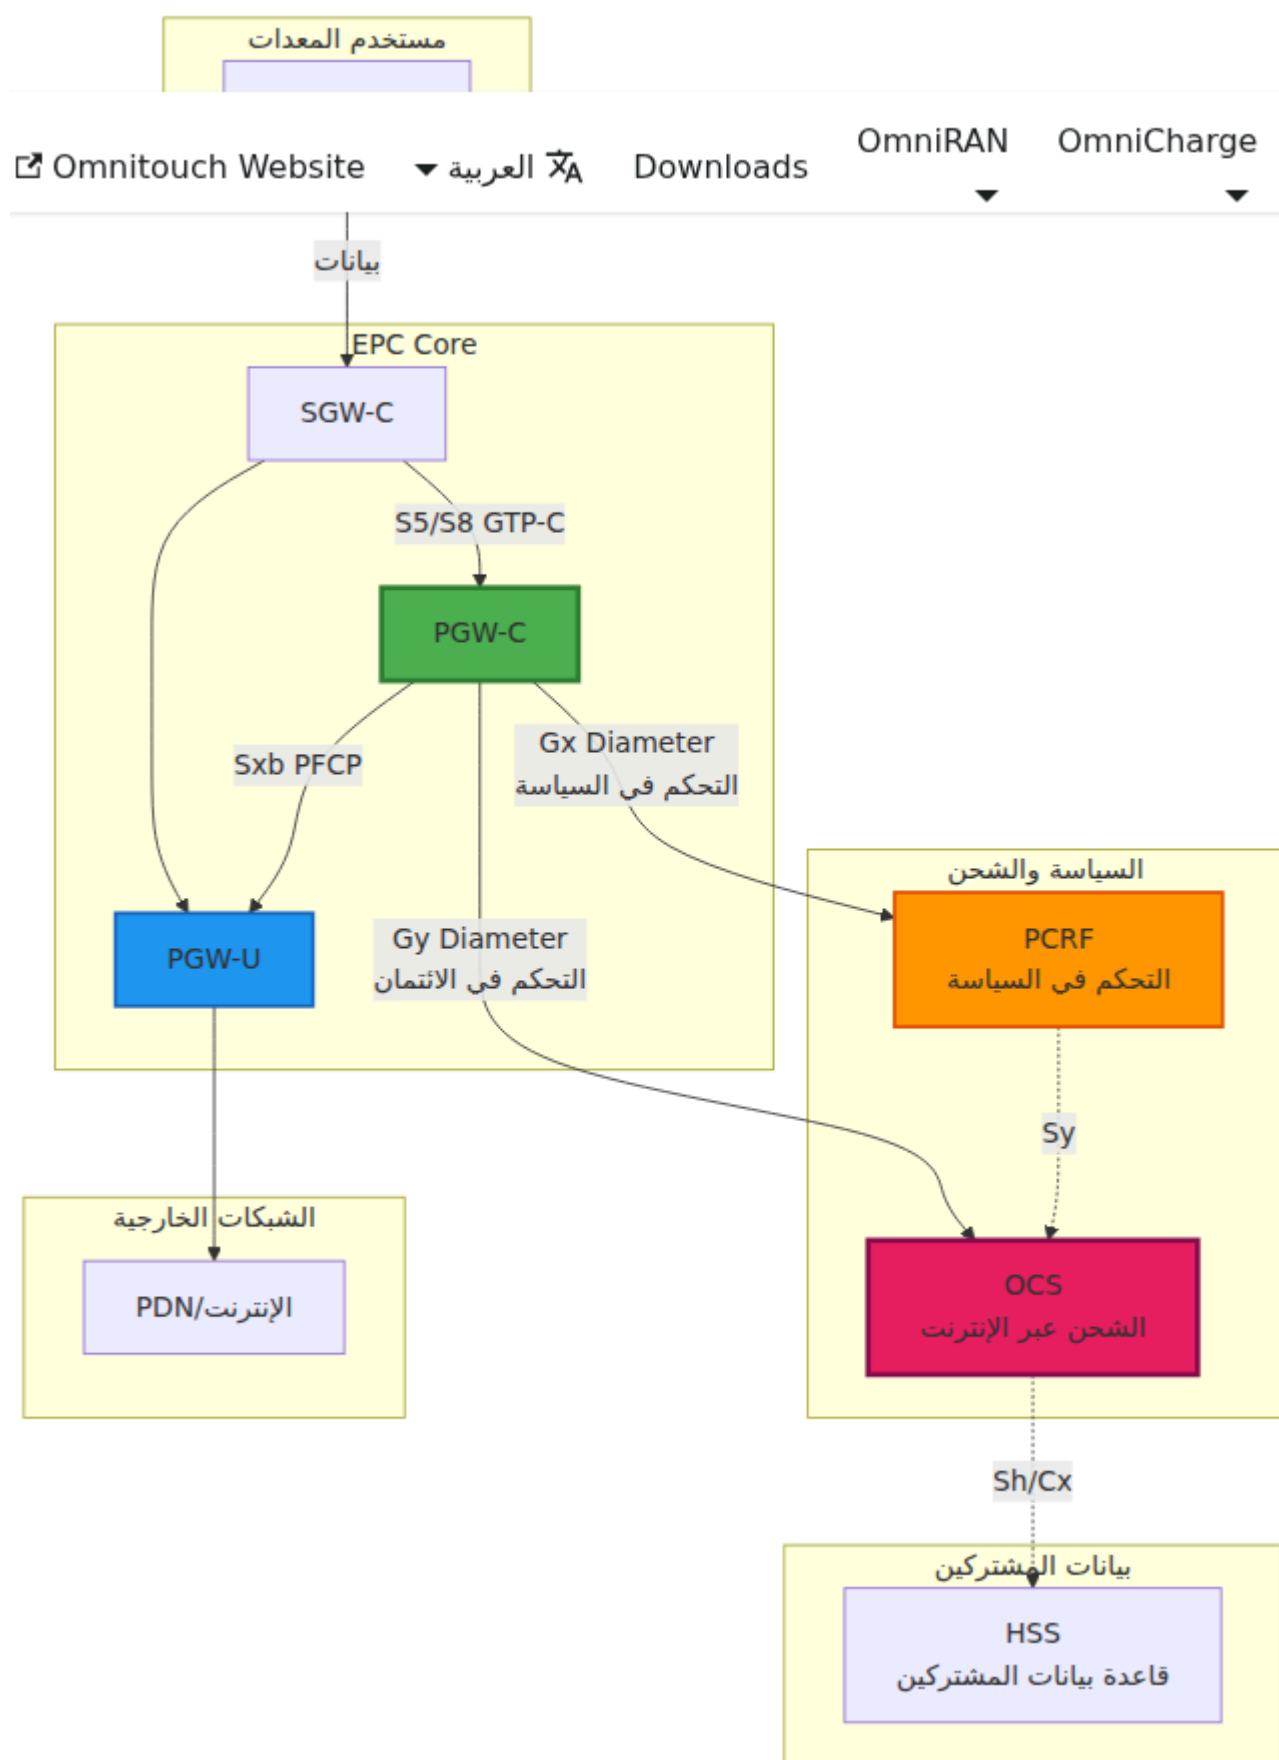 مستخدم المعدات
Omnitouch Website
العربية
Downloads
OmniRAN
OmniCharge
بيانات
EPC Core
SGW-C
S5/S8 GTP-C
PGW-C
Sxb PFCP
Gx Diameter
التحكم في السياسة
السياسة والشحن
PCRF
التحكم في السياسة
PGW-U
Gy Diameter
التحكم في الائتمان
Sy
الشبكات الخارجية
PDN/الإنترنت
OCS
الشحن عبر الإنترنت
Sh/Cx
بيانات المشتركين
HSS
قاعدة بيانات المشتركين